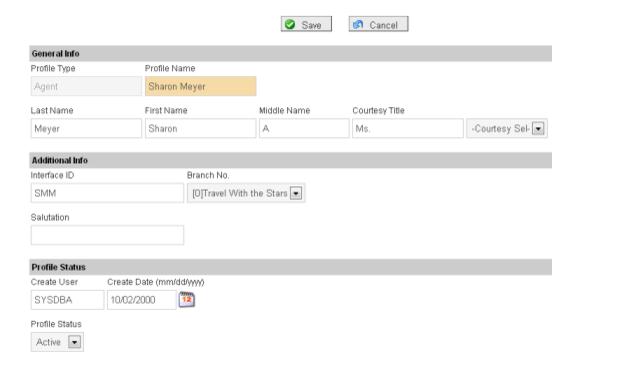 Save Cancel
General Info
Profile Type Profile Name
Agent Sharon Meyer
Last Name First Name Middle Name Courtesy Title
Meyer Sharon A Ms. -Courtesy Sel-
Additional Info
Interface ID Branch No.
SMM [0]Travel With the Stars
Salutation
Profile Status
Create User Create Date (mm/dd/yyyy)
SYSDBA 10/02/2000 12
Profile Status
Active